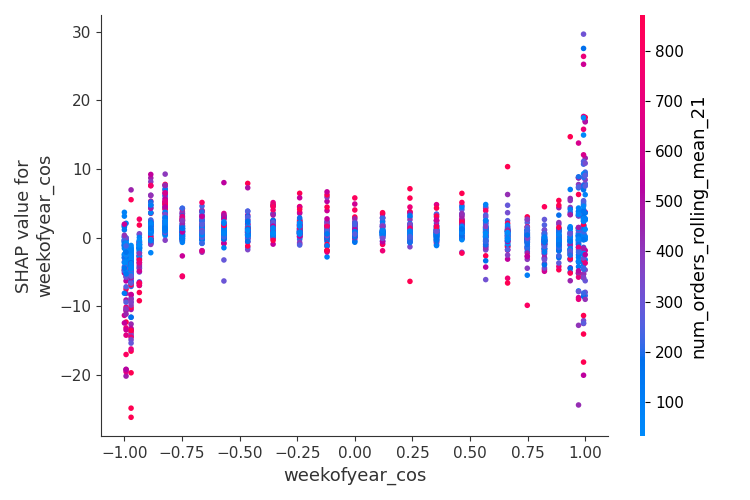 SHAP value for
weekofyear_cos
30
20
10
0
−10
−20
−1.00 −0.75 −0.50 −0.25 0.00 0.25 0.50 0.75 1.00
weekofyear_cos
800
700
600
500
400
300
200
100
num_orders_rolling_mean_21